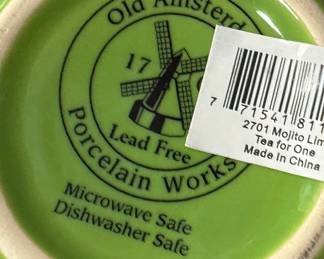 Old Amsterd
17
Lead Free
Porcelain Works
Microwave Safe
Dishwasher Safe
7 71541 811
2701 Mojito Lim
Tea for One
Made in China